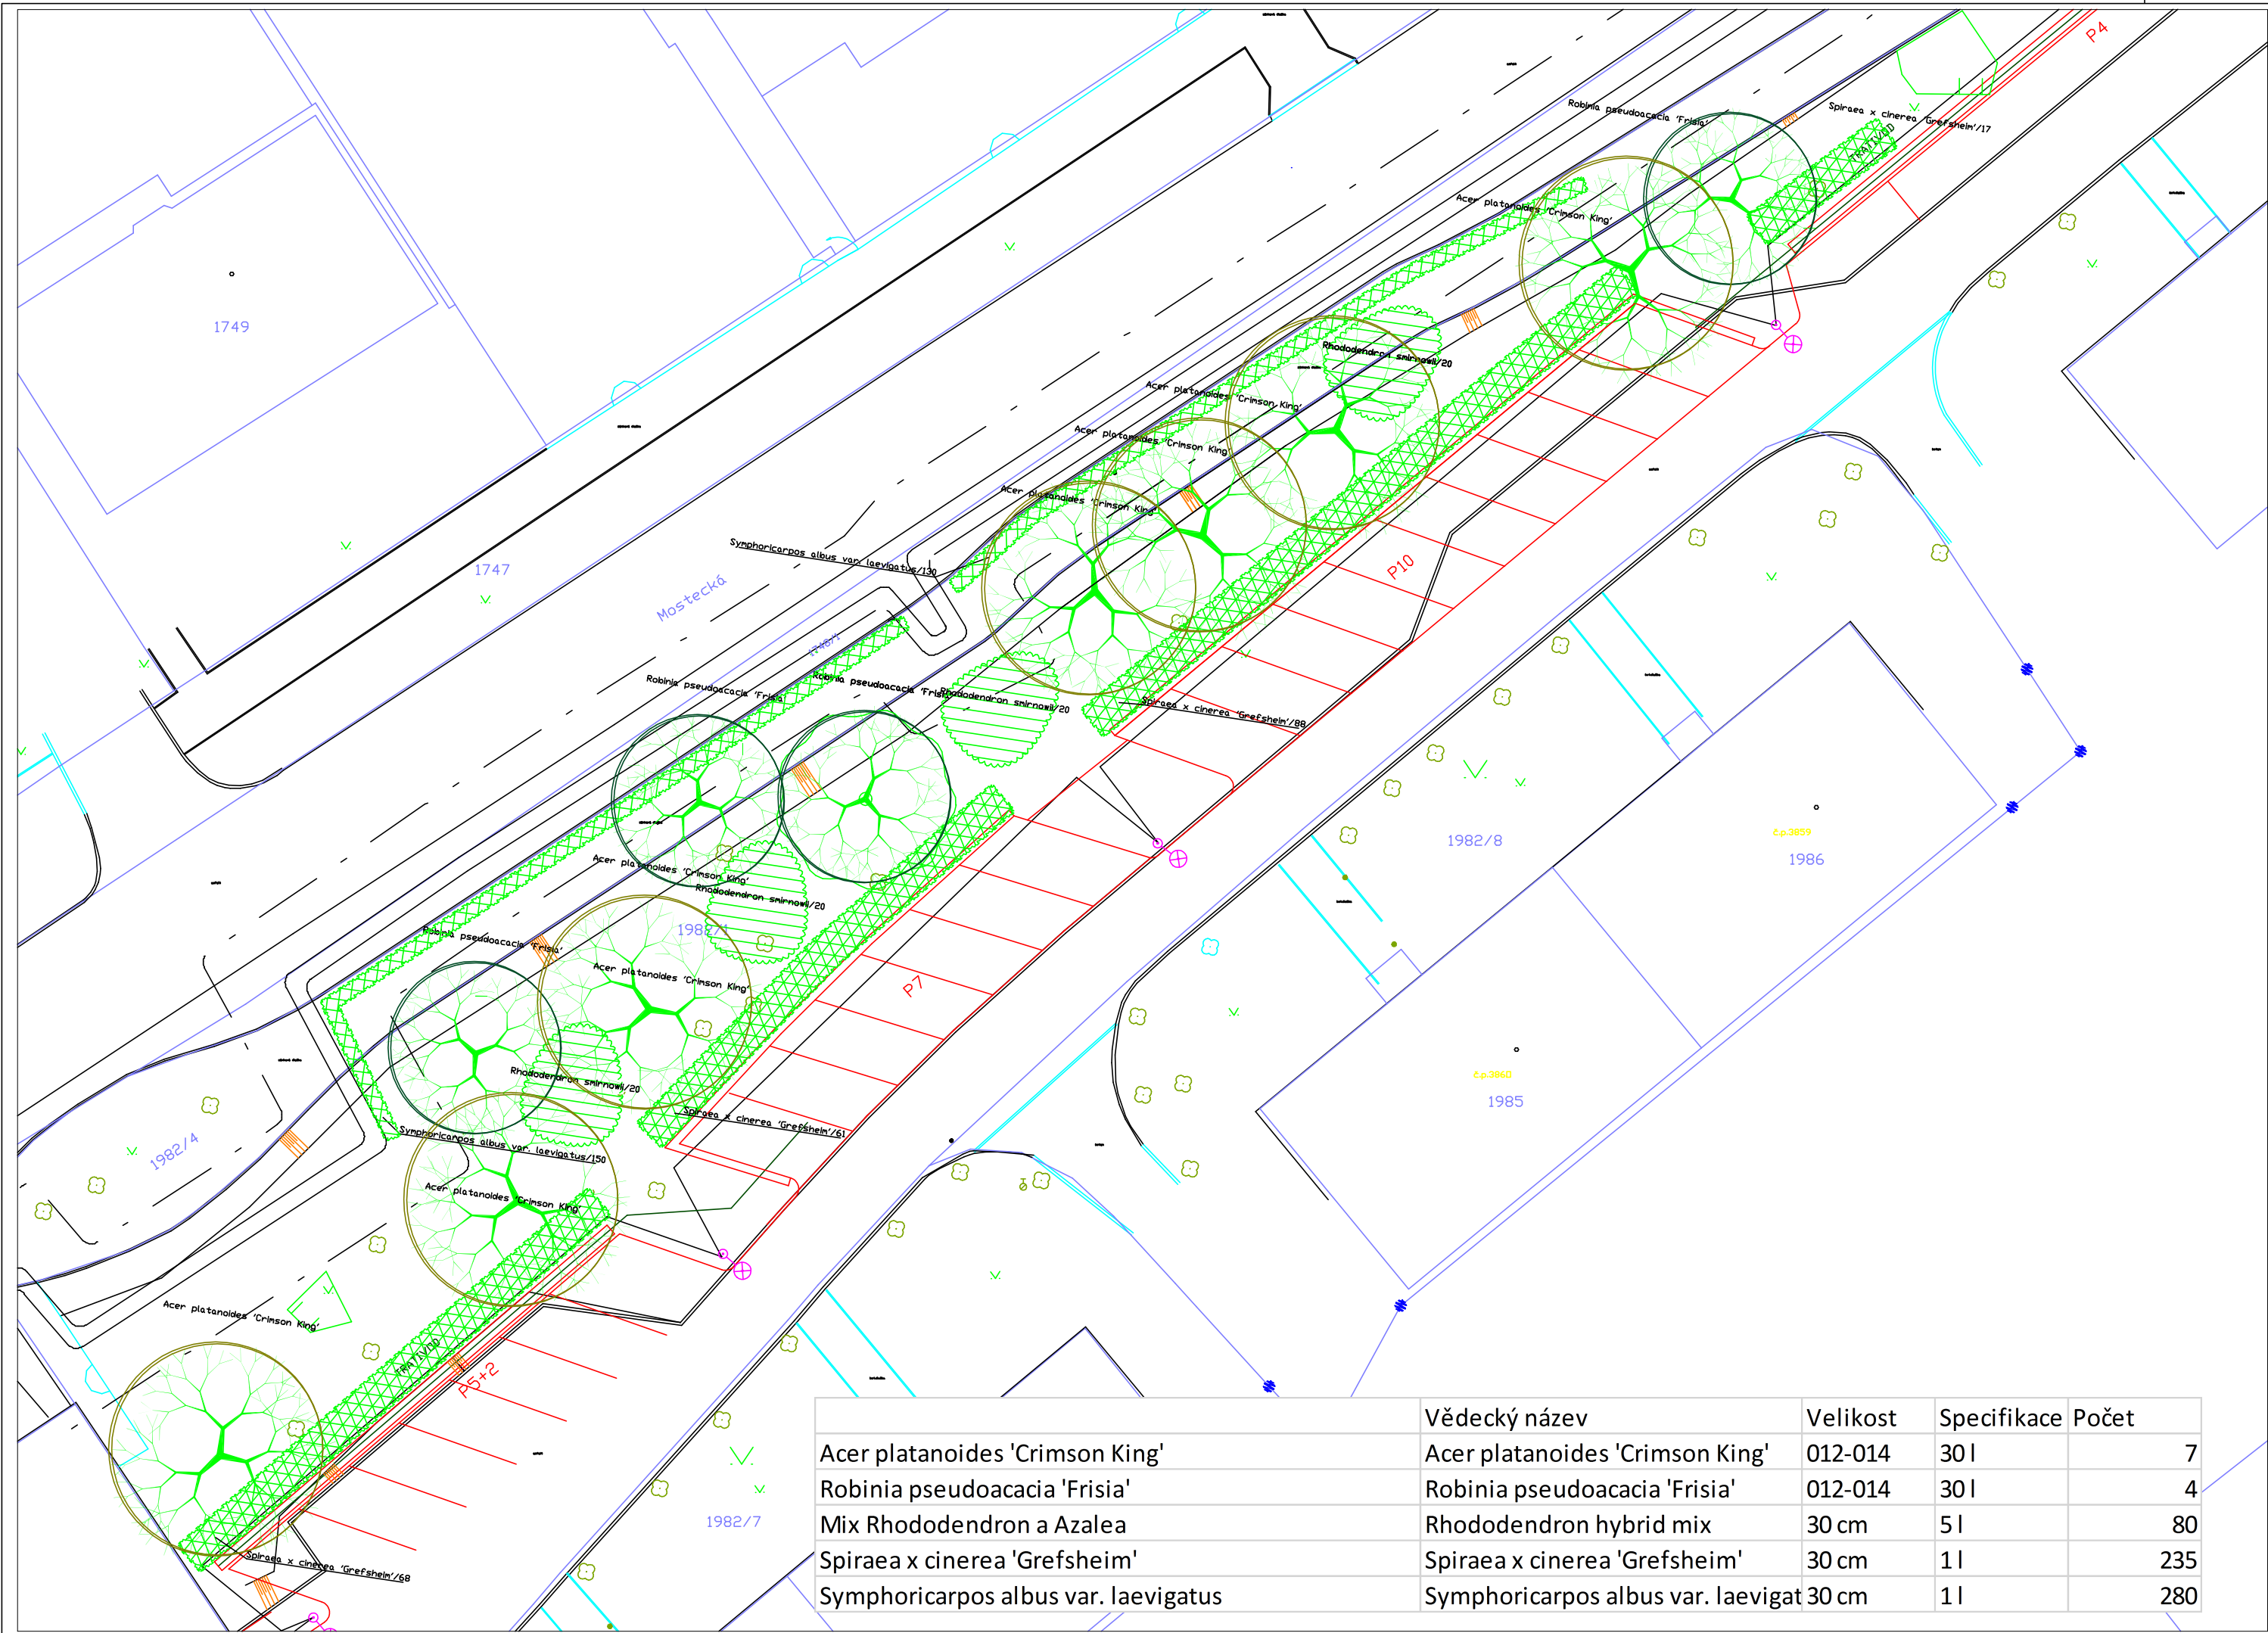 P4
Robinia pseudoacacia 'Frisia'
Spiraea x cinerea 'Grefsheim'/17
TRATIVOD
Acer platanoides 'Crimson King'
1749
Rhododendron smirnowii/20
Acer platanoides 'Crimson King'
Acer platanoides 'Crimson King'
Acer platanoides 'Crimson King'
Symphoricarpos albus var. laevigatus/130
1747
Mostecká
P10
1748/1
Robinia pseudoacacia 'Frisia'
Robinia pseudoacacia 'Frisia'
Rhododendron smirnowii/20
Spiraea x cinerea 'Grefsheim'/88
č.p.3859
1982/8
1986
Acer platanoides 'Crimson King'
Rhododendron smirnowii/20
1982/1
Robinia pseudoacacia 'Frisia'
Acer platanoides 'Crimson King'
P7
Rhododendron smirnowii/20
č.p.3860
1985
Spiraea x cinerea 'Grefsheim'/61
Symphoricarpos albus var. laevigatus/150
1982/4
Acer platanoides 'Crimson King'
Acer platanoides 'Crimson King'
TRATIVOD
P5+2
1982/7
Spiraea x cinerea 'Grefsheim'/68
Vědecký název Velikost Specifikace Počet
Acer platanoides 'Crimson King' Acer platanoides 'Crimson King' 012-014 30 l 7
Robinia pseudoacacia 'Frisia' Robinia pseudoacacia 'Frisia' 012-014 30 l 4
Mix Rhododendron a Azalea Rhododendron hybrid mix 30 cm 5 l 80
Spiraea x cinerea 'Grefsheim' Spiraea x cinerea 'Grefsheim' 30 cm 1 l 235
Symphoricarpos albus var. laevigatus Symphoricarpos albus var. laevigat 30 cm 1 l 280